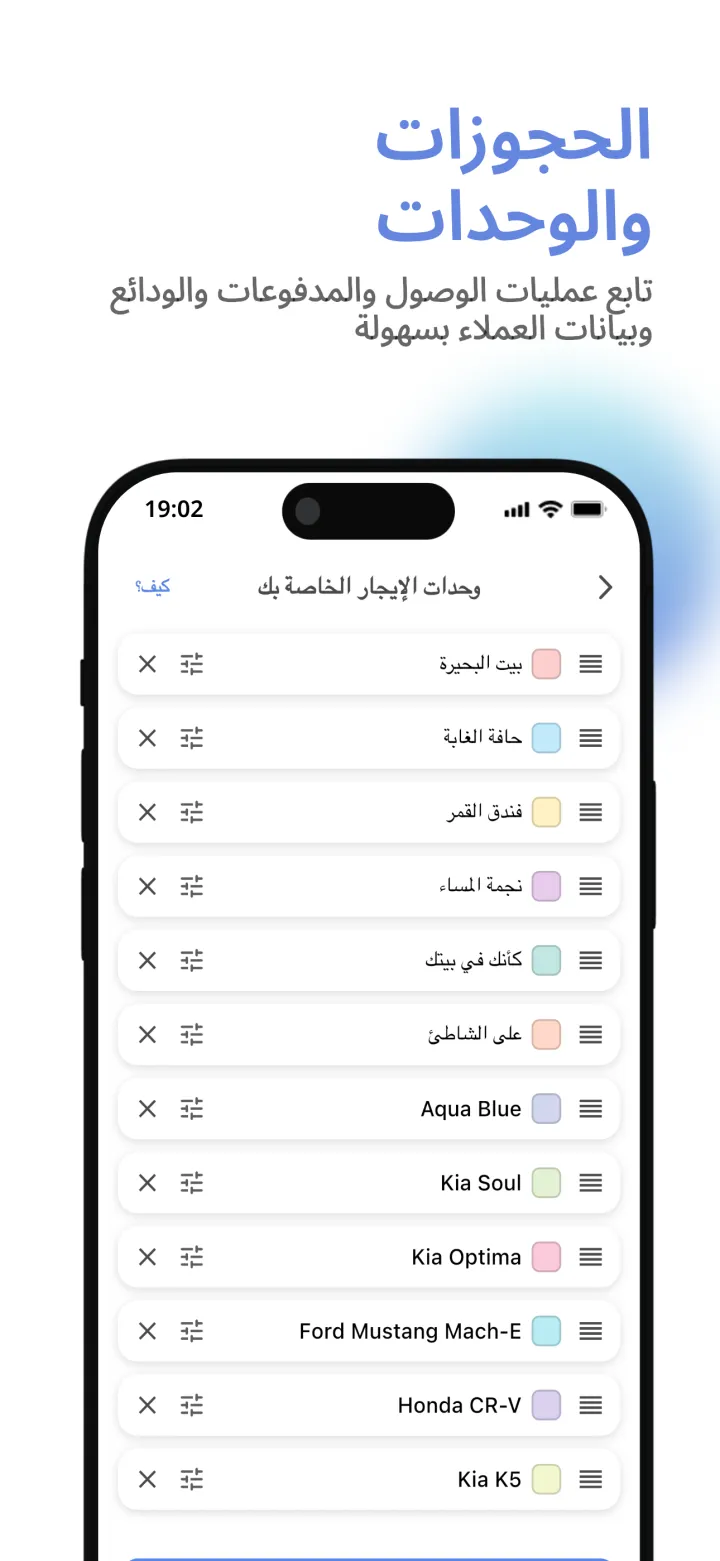 الحجوزات
والوحدات
تابع عمليات الوصول والمدفوعات والودائع
وبيانات العملاء بسهولة
19:02
وحدات الإيجار الخاصة بك
كيف؟
بيت البحيرة
حافة الغابة
فندق القمر
نجمة المساء
كأنك في بيتك
على الشاطئ
Aqua Blue
Kia Soul
Kia Optima
Ford Mustang Mach-E
Honda CR-V
Kia K5